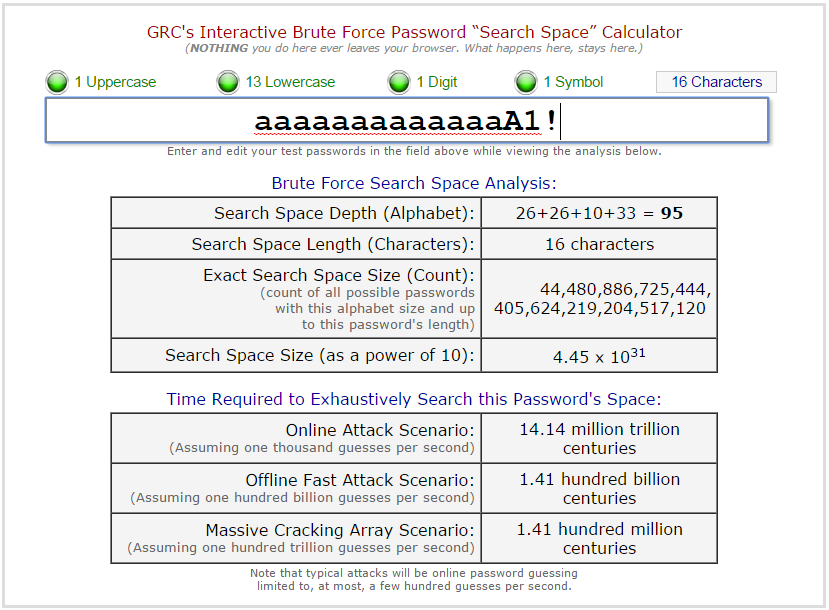 GRC's Interactive Brute Force Password “Search Space” Calculator
(NOTHING you do here ever leaves your browser. What happens here, stays here.)
1 Uppercase 13 Lowercase 1 Digit 1 Symbol 16 Characters
aaaaaaaaaaaaaA1!
Enter and edit your test passwords in the field above while viewing the analysis below.
Brute Force Search Space Analysis:
Search Space Depth (Alphabet): 26+26+10+33 = 95
Search Space Length (Characters): 16 characters
Exact Search Space Size (Count):
(count of all possible passwords
with this alphabet size and up
to this password's length)
44,480,886,725,444,
405,624,219,204,517,120
Search Space Size (as a power of 10): 4.45 x 10³¹
Time Required to Exhaustively Search this Password's Space:
Online Attack Scenario:
(Assuming one thousand guesses per second)
14.14 million trillion
centuries
Offline Fast Attack Scenario:
(Assuming one hundred billion guesses per second)
1.41 hundred billion
centuries
Massive Cracking Array Scenario:
(Assuming one hundred trillion guesses per second)
1.41 hundred million
centuries
Note that typical attacks will be online password guessing
limited to, at most, a few hundred guesses per second.